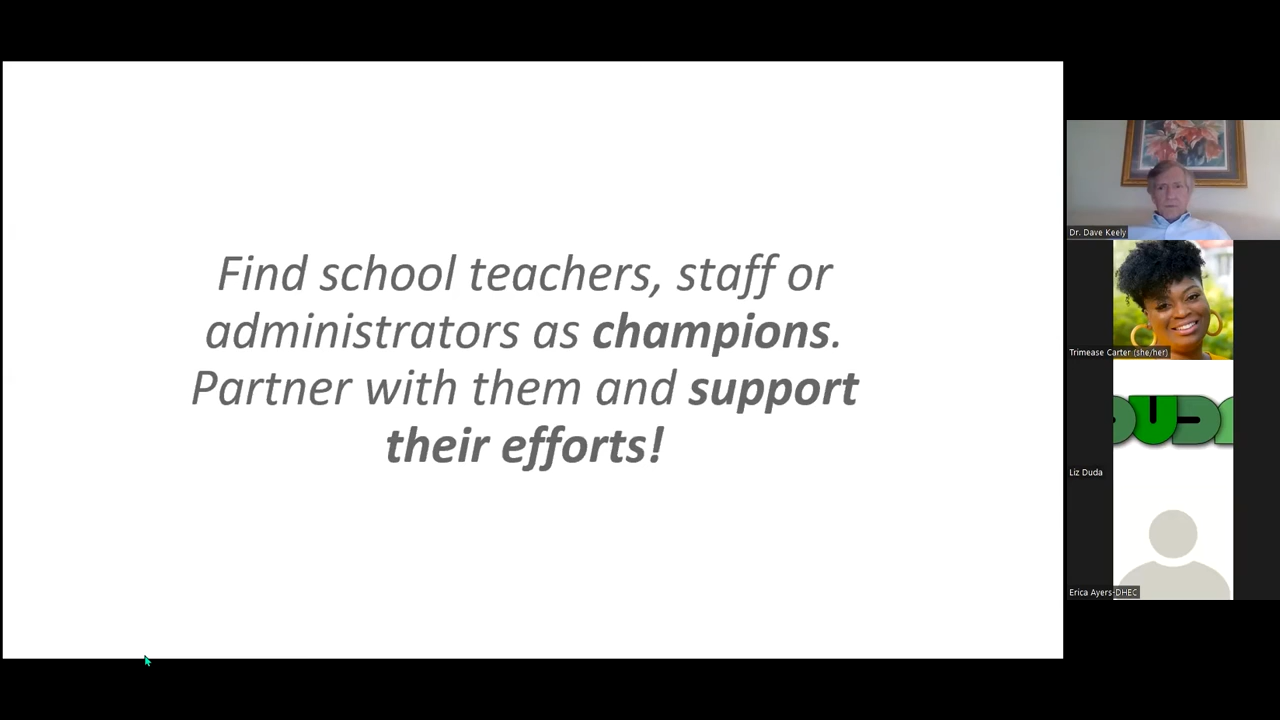 Find school teachers, staff or
administrators as champions.
Partner with them and support
their efforts!
Dr. Dave Keely
Trimease Carter (she/her)
DUDA
Liz Duda
Erica Ayers-DHEC